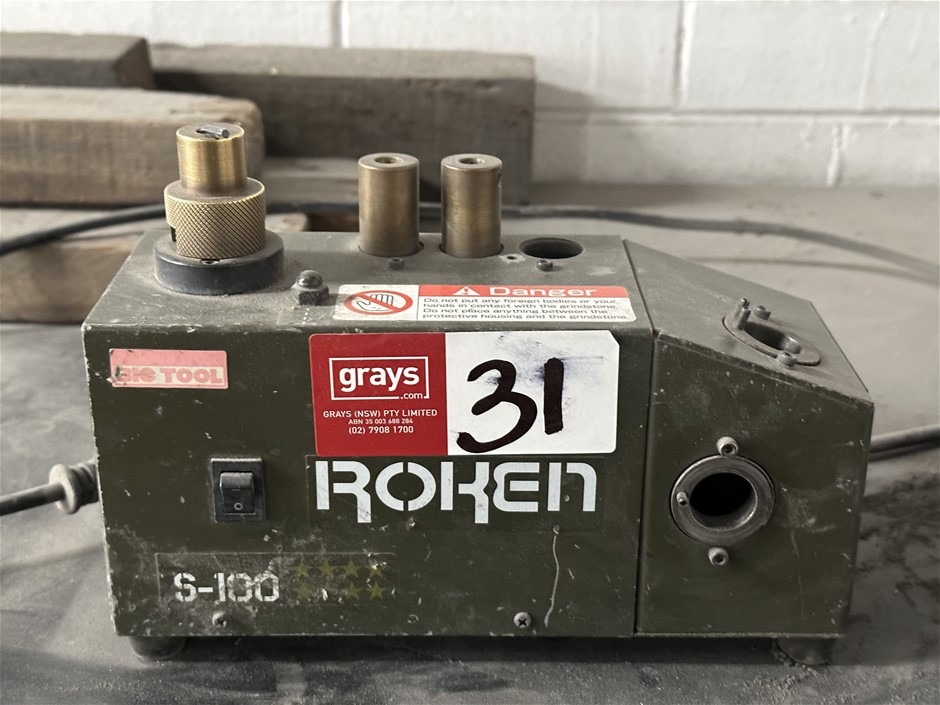 Danger
Do not put any foreign bodies or your
hands in contact with the grindstone.
Do not place anything between the
protective housing and the grindstone.
BIC TOOL
grays
.com
GRAYS (NSW) PTY LIMITED
ABN 35 003 688 284
(02) 7908 1700
31
ROKEN
S-100